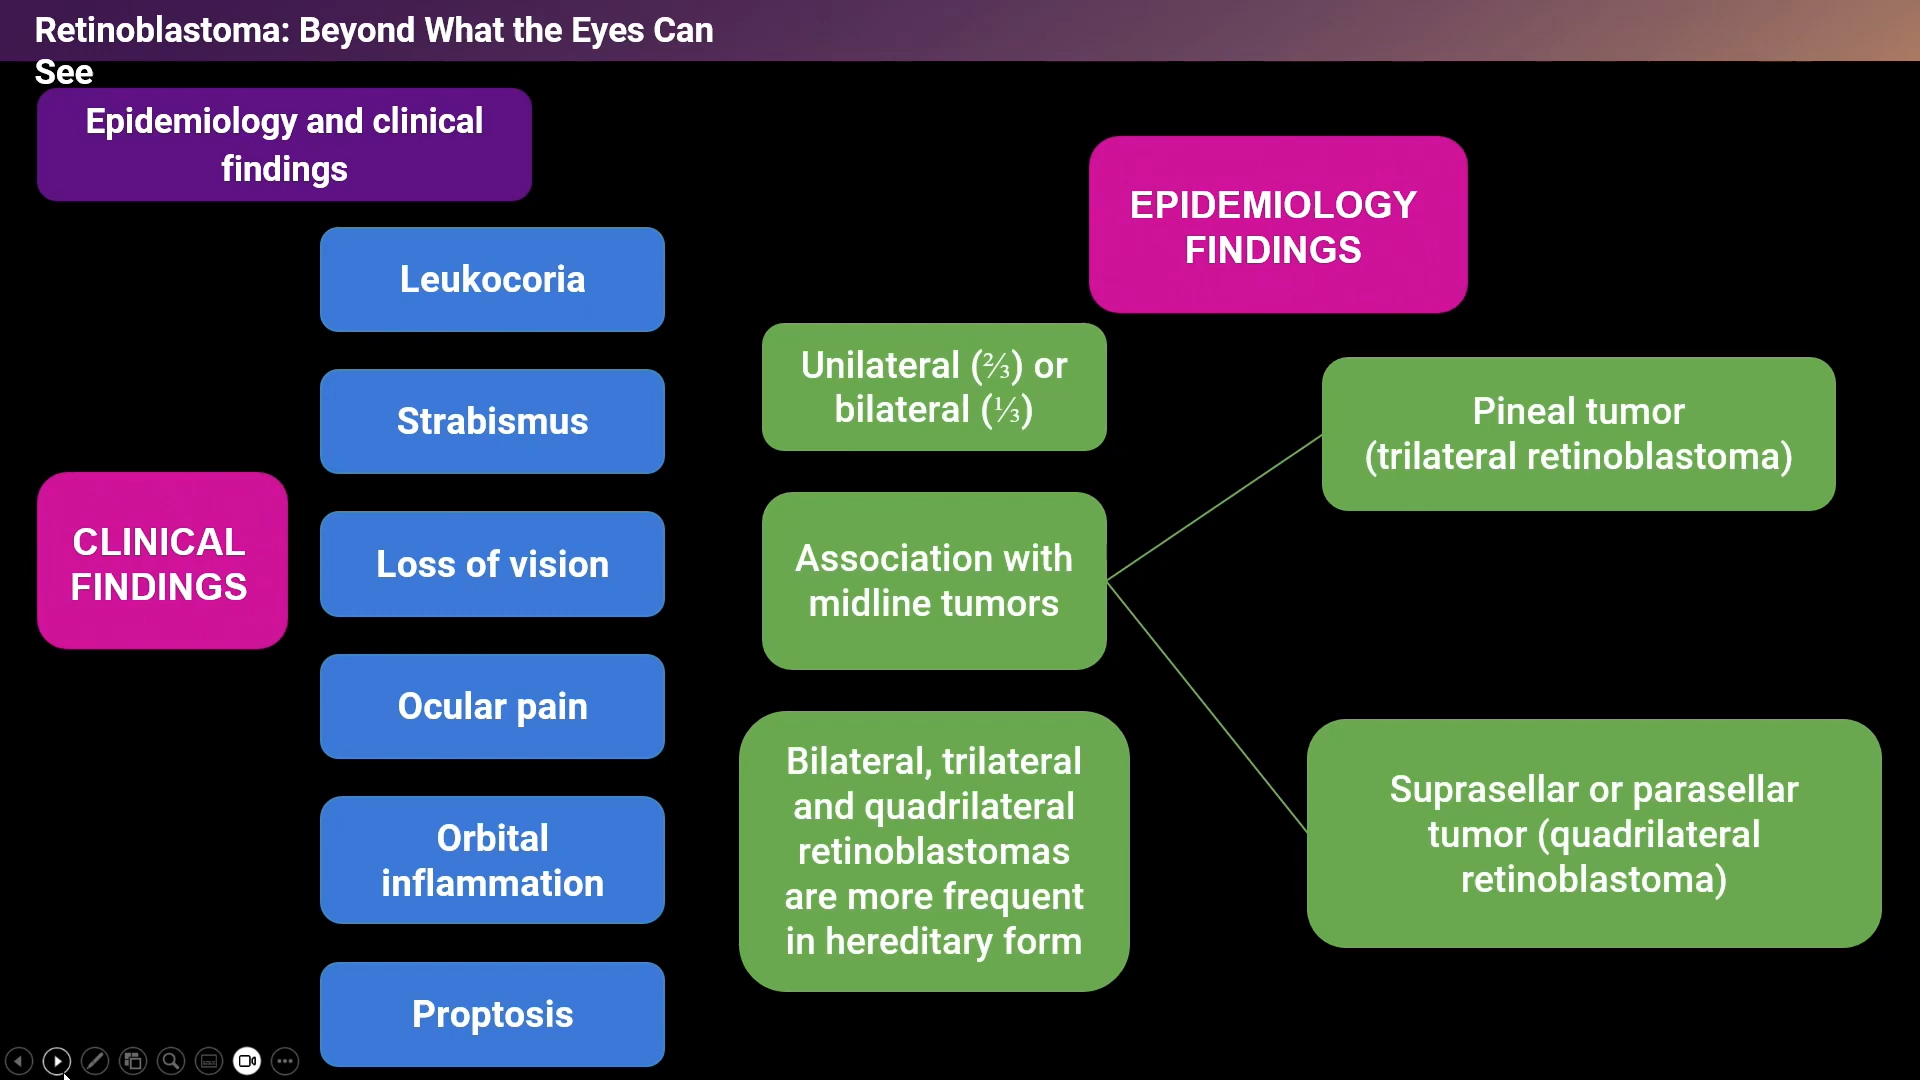 Retinoblastoma: Beyond What the Eyes Can
See
Epidemiology and clinical
findings
CLINICAL
FINDINGS
Leukocoria
Strabismus
Loss of vision
Ocular pain
Orbital
inflammation
Proptosis
EPIDEMIOLOGY
FINDINGS
Unilateral (⅔) or
bilateral (⅓)
Association with
midline tumors
Bilateral, trilateral
and quadrilateral
retinoblastomas
are more frequent
in hereditary form
Pineal tumor
(trilateral retinoblastoma)
Suprasellar or parasellar
tumor (quadrilateral
retinoblastoma)